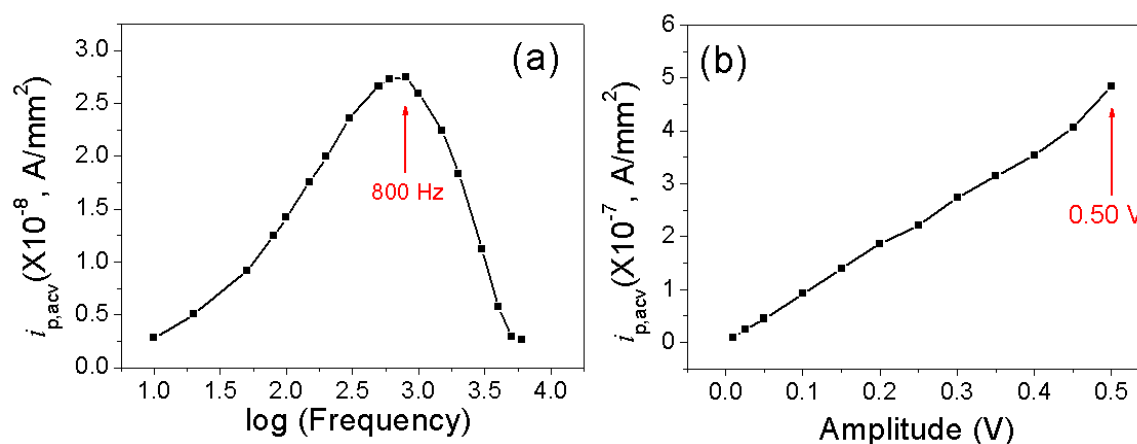 (a)
i p,acv (X10^-8, A/mm^2)
3.0
2.5
2.0
1.5
1.0
0.5
0.0
800 Hz
1.0 1.5 2.0 2.5 3.0 3.5 4.0
log (Frequency)
(b)
i p,acv (X10^-7, A/mm^2)
6
5
4
3
2
1
0
0.50 V
0.0 0.1 0.2 0.3 0.4 0.5
Amplitude (V)